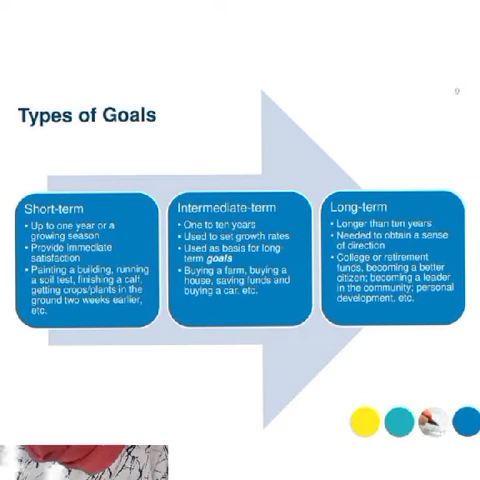 9
Types of Goals
Short-term
• Up to one year or a
growing season
• Provide immediate
satisfaction
• Painting a building, running
a soil test, finishing a calf,
getting crops/plants in the
ground two weeks earlier,
etc.
Intermediate-term
• One to ten years
• Used to set growth rates
• Used as basis for long-
term goals
• Buying a farm, buying a
house, saving funds and
buying a car, etc.
Long-term
• Longer than ten years
• Needed to obtain a sense
of direction
• College or retirement
funds, becoming a better
citizen; becoming a leader
in the community; personal
development, etc.